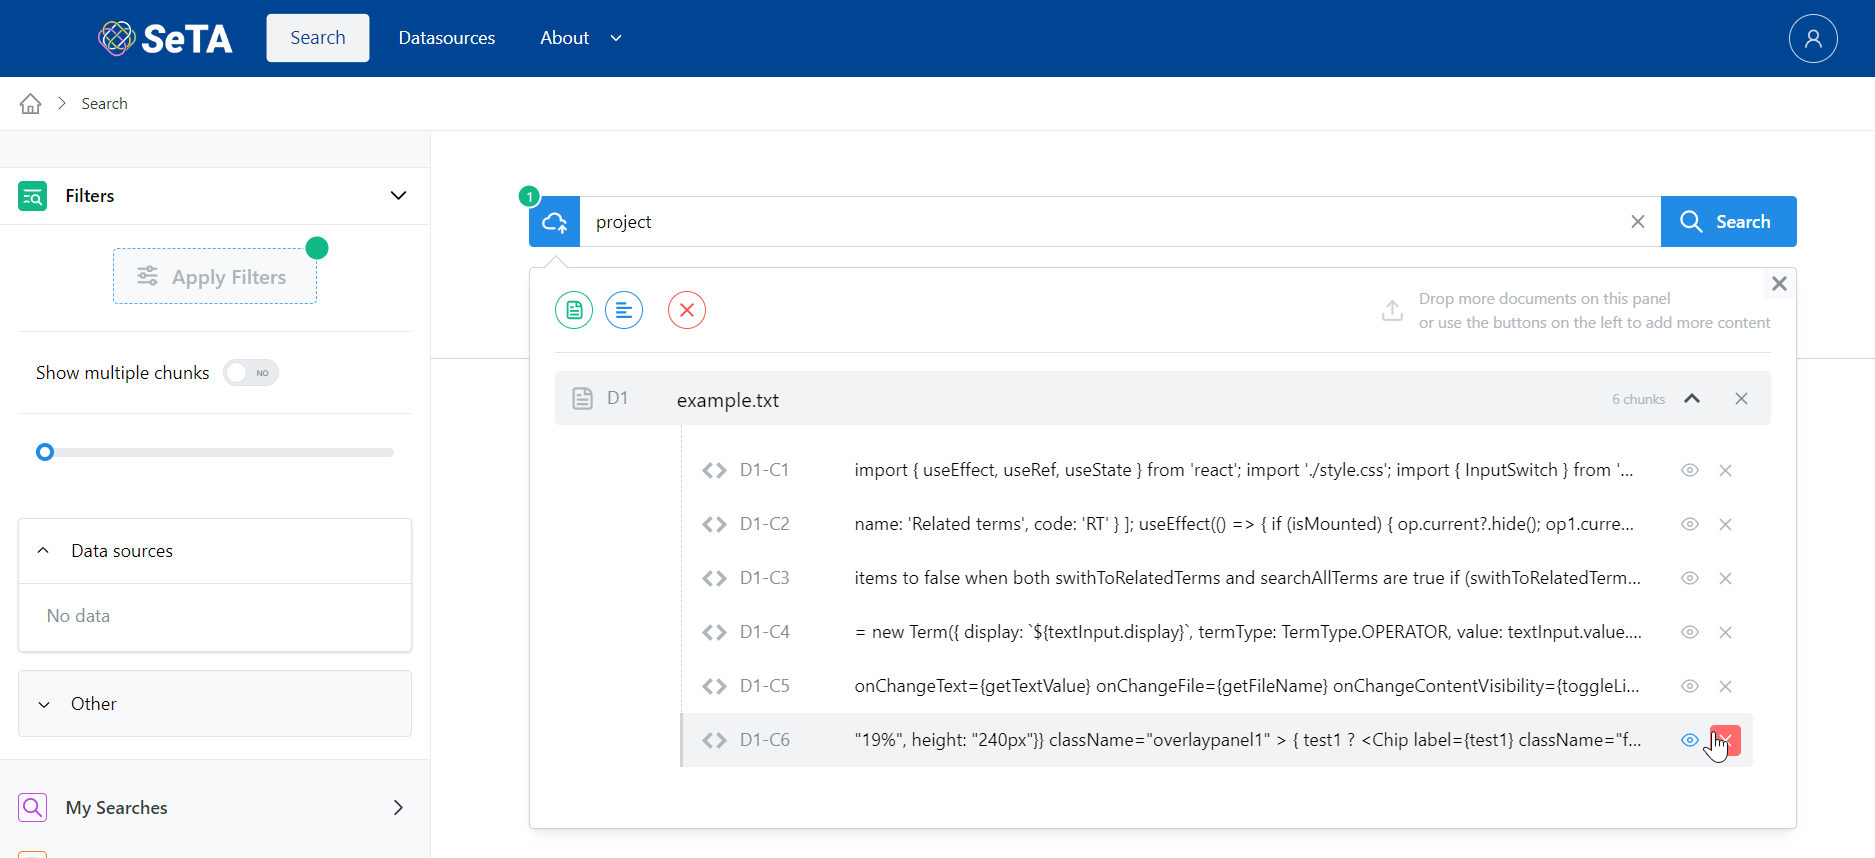 SeTA
Search
Datasources
About
Search
Filters
Apply Filters
Show multiple chunks
NO
Data sources
No data
Other
My Searches
1
project
Search
Drop more documents on this panel
or use the buttons on the left to add more content
D1 example.txt 6 chunks
D1-C1 import { useEffect, useRef, useState } from 'react'; import './style.css'; import { InputSwitch } from '...
D1-C2 name: 'Related terms', code: 'RT' } ]; useEffect(() => { if (isMounted) { op.current?.hide(); op1.curre...
D1-C3 items to false when both swithToRelatedTerms and searchAllTerms are true if (swithToRelatedTerm...
D1-C4 = new Term({ display: `${textInput.display}`, termType: TermType.OPERATOR, value: textInput.value....
D1-C5 onChangeText={getTextValue} onChangeFile={getFileName} onChangeContentVisibility={toggleLi...
D1-C6 "19%", height: "240px"}} className="overlaypanel1" > { test1 ? <Chip label={test1} className="f...